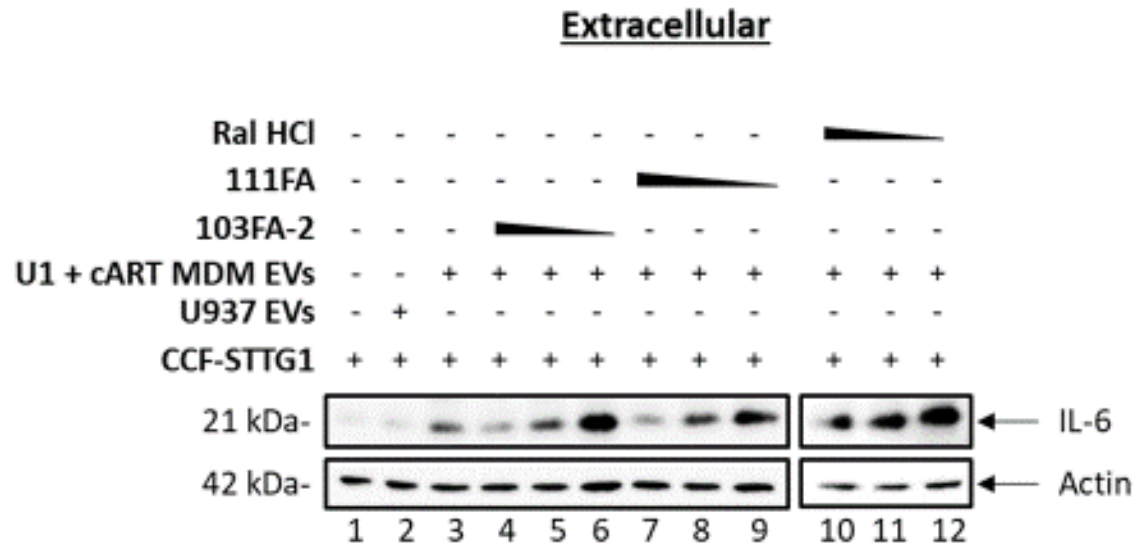 Extracellular
Ral HCl - - - - - - - - -
111FA - - - - - - - - -
103FA-2 - - - - - - - - -
U1 + cART MDM EVs - - + + + + + + + + + +
U937 EVs - + - - - - - - - - - -
CCF-STTG1 + + + + + + + + + + + +
21 kDa- IL-6
42 kDa- Actin
1 2 3 4 5 6 7 8 9 10 11 12